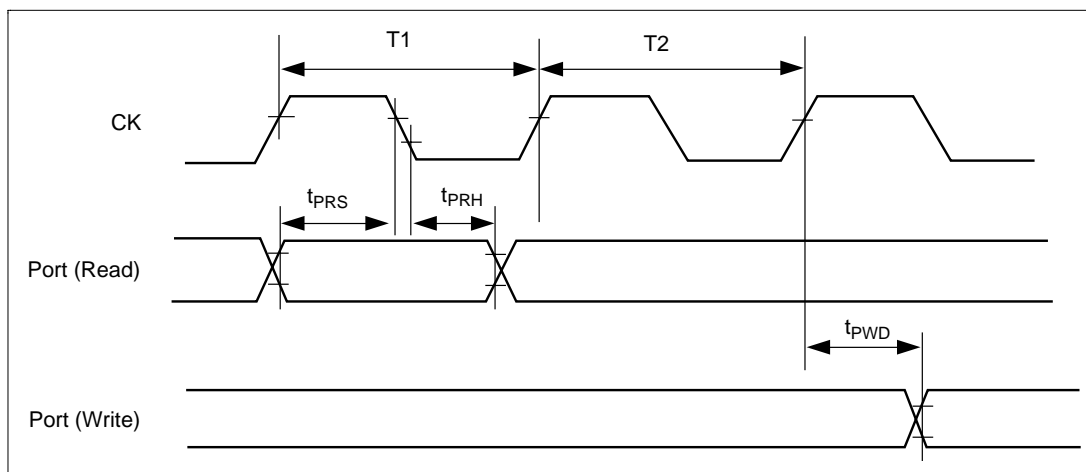 T1
T2
CK
tPRS
tPRH
Port (Read)
tPWD
Port (Write)